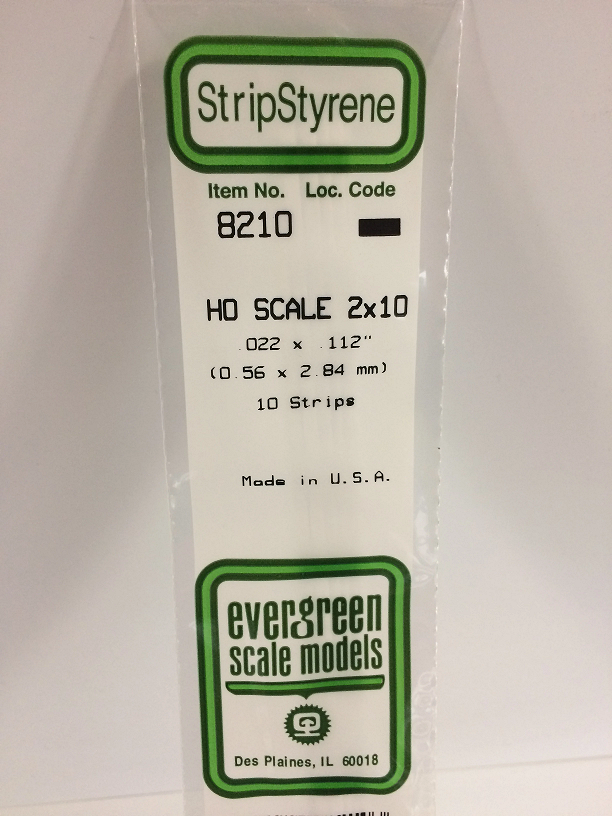 StripStyrene
Item No. Loc. Code
8210
HO SCALE 2x10
.022 x .112"
(0.56 x 2.84 mm)
10 Strips
Made in U.S.A.
evergreen
scale models
Des Plaines, IL 60018